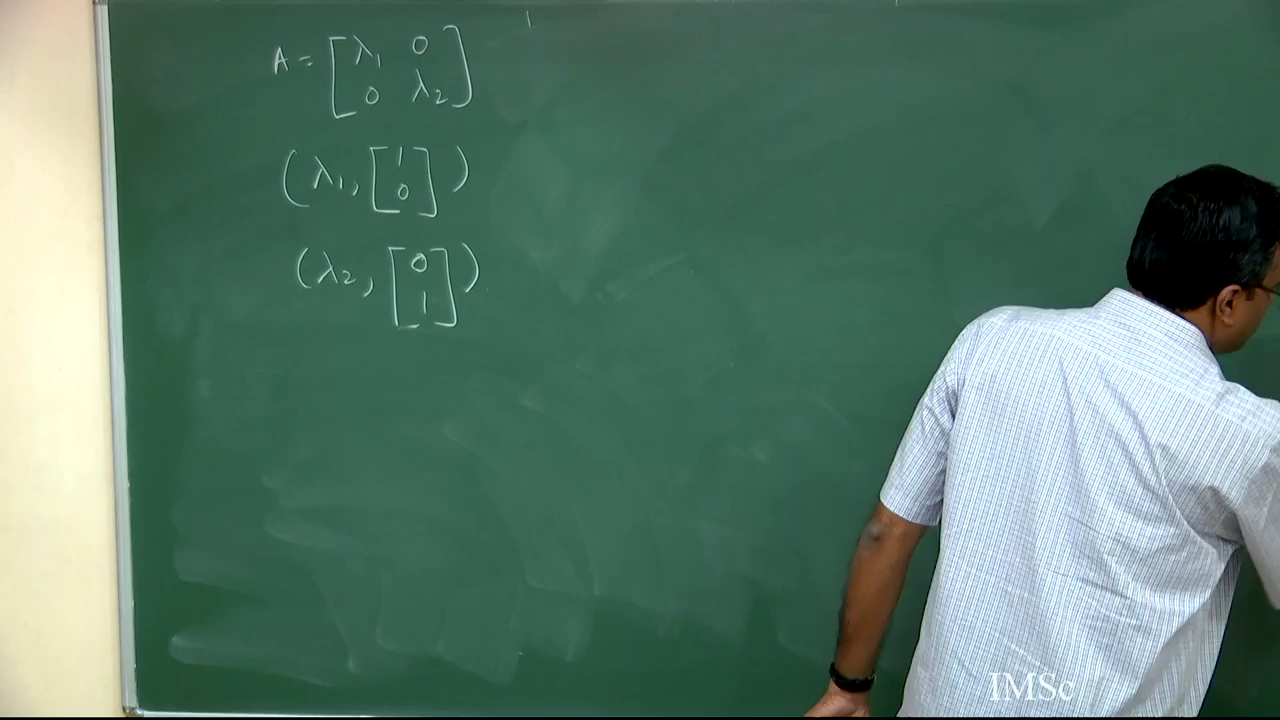 A = [λ₁ 0
0 λ₂]
(λ₁, [1
0])
(λ₂, [0
1])
IMSc